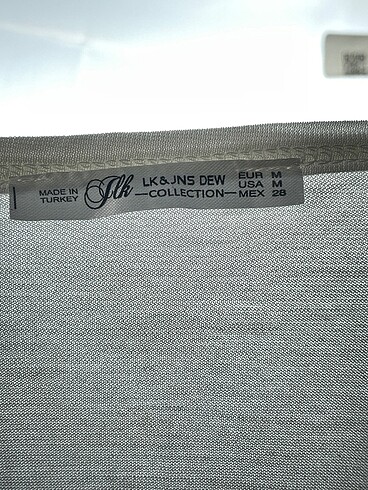 MADE IN
TURKEY
Jlk
LK&JNS DEW
—COLLECTION—
EUR M
USA M
MEX 28